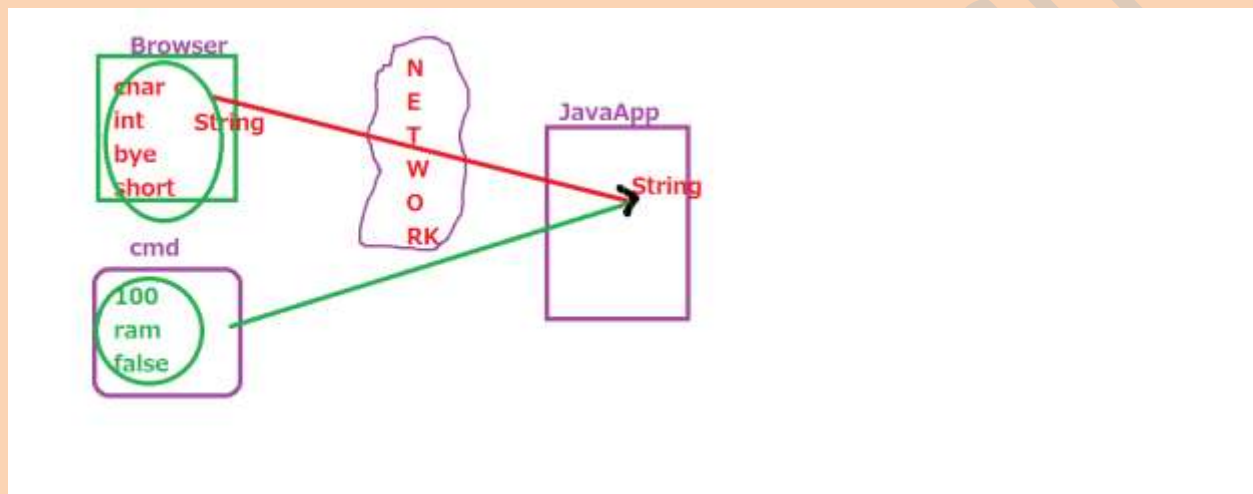 Browser
char
int
String
bye
short
N
E
T
W
O
RK
JavaApp
String
cmd
100
ram
false